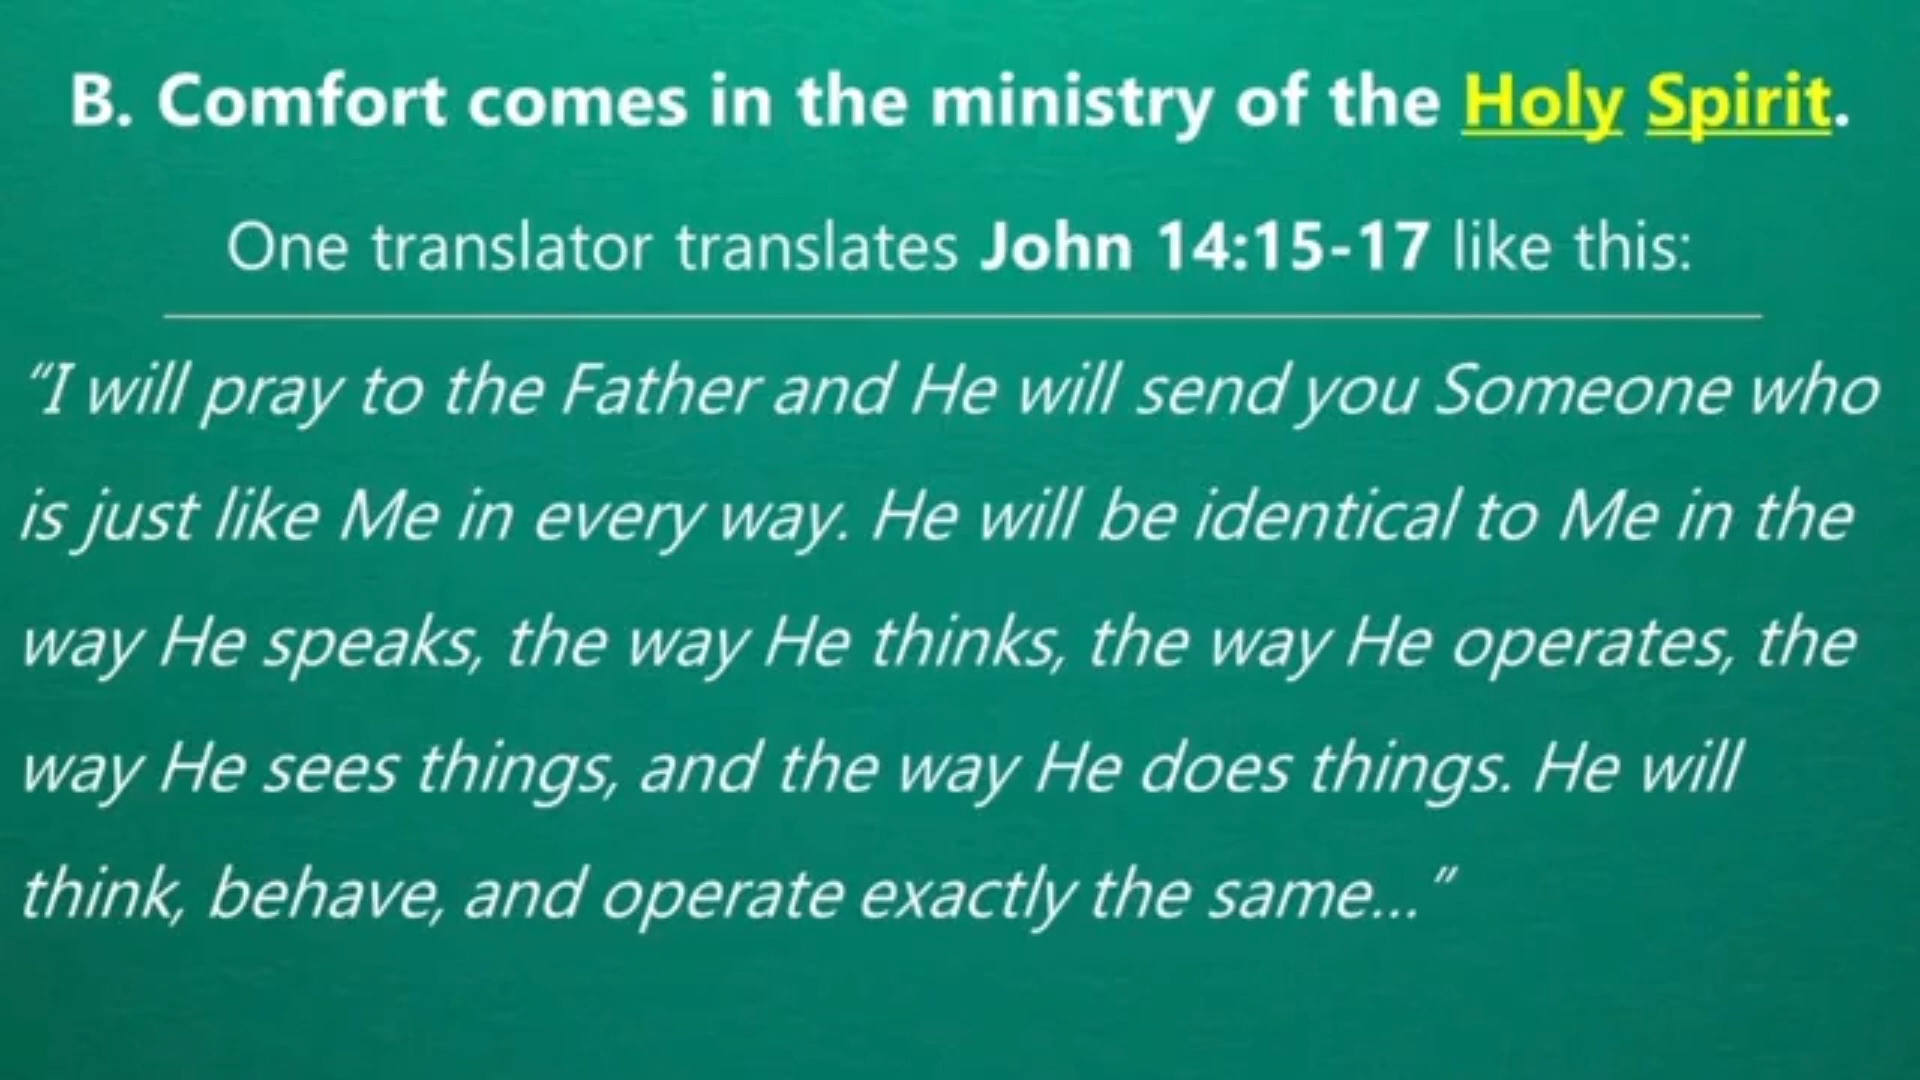 B. Comfort comes in the ministry of the Holy Spirit.
One translator translates John 14:15-17 like this:
“I will pray to the Father and He will send you Someone who
is just like Me in every way. He will be identical to Me in the
way He speaks, the way He thinks, the way He operates, the
way He sees things, and the way He does things. He will
think, behave, and operate exactly the same...”